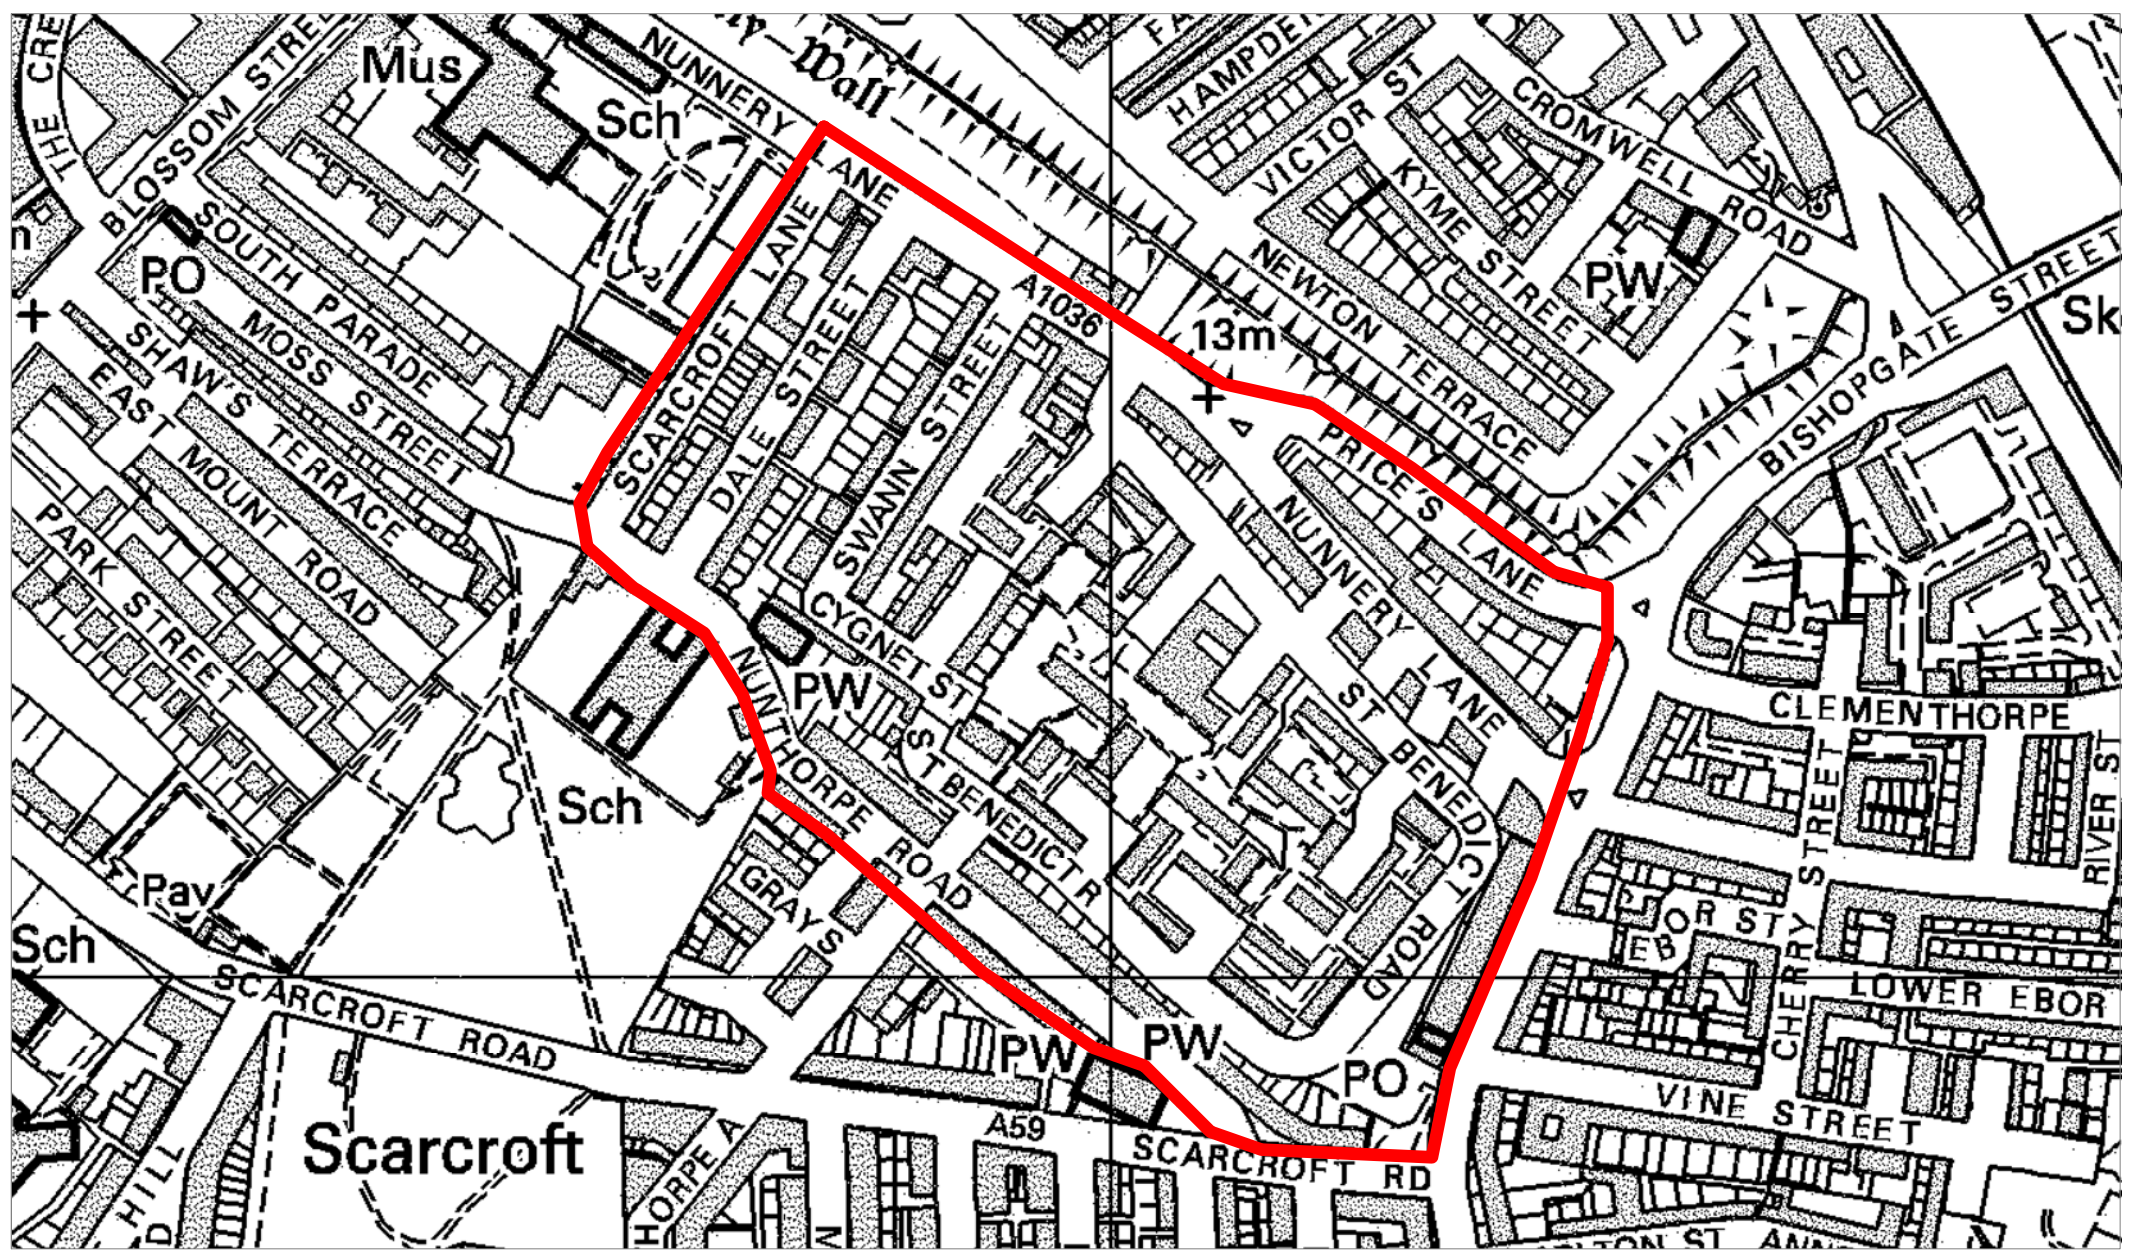 THE CRE
BLOSSOM STRE
Mus
Sch
NUNNERY
LANE
Wall
HAMPDEN
VICTOR ST
CROMWELL ROAD
KYME STREET
PW
NEWTON TERRACE
BISHOPGATE STREET
Sk
PO
SOUTH PARADE
MOSS STREET
SHAW'S TERRACE
EAST MOUNT ROAD
PARK STREET
SCARCROFT LANE
DALE STREET
SWANN STREET
A1036
13m
PRICE'S LANE
NUNNERY LANE
CYGNET ST
PW
NUNTHORPE ROAD
ST BENEDICT R
ST BENEDICT ROAD
CLEMENTHORPE
CHERRY STREET
RIVER ST
Sch
Pav
Sch
GRAYS
EBOR ST
LOWER EBOR
SCARCROFT ROAD
PW
PW
PO
VINE STREET
Scarcroft
A59
SCARCROFT RD
HILL
HORPE A